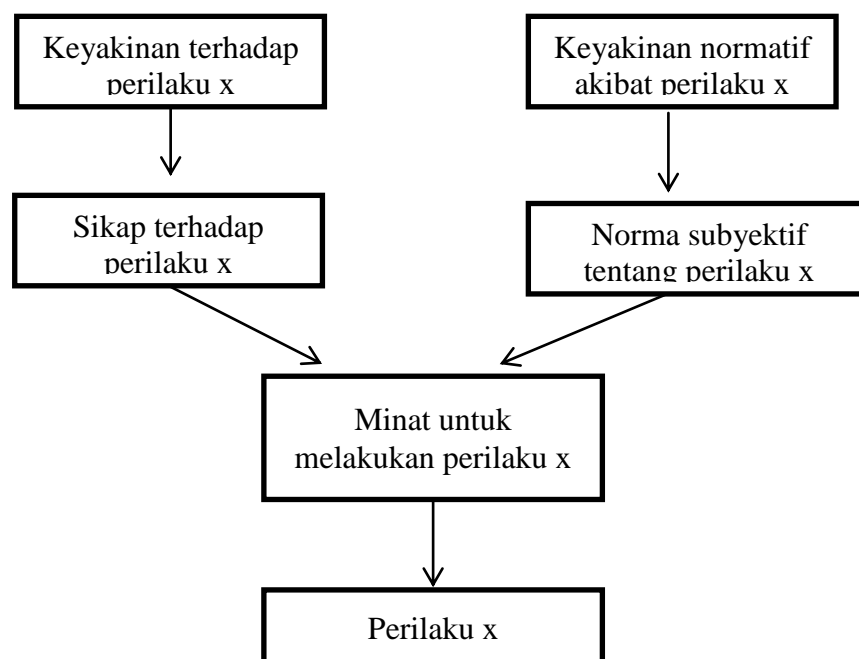 Keyakinan terhadap
perilaku x
Keyakinan normatif
akibat perilaku x
Sikap terhadap
perilaku x
Norma subyektif
tentang perilaku x
Minat untuk
melakukan perilaku x
Perilaku x